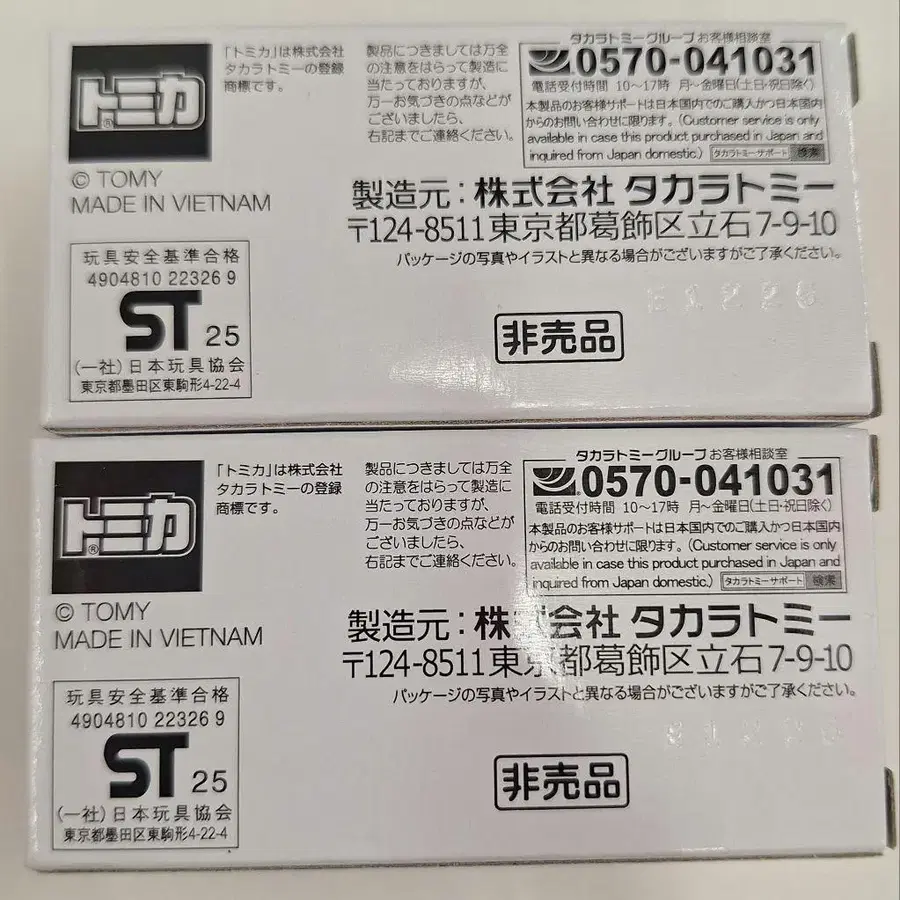 トミカ®
「トミカ」は株式会社
タカラトミーの登録
商標です。
© TOMY
MADE IN VIETNAM
製品につきましては万全
の注意をはらって製造に
当たっておりますが、
万一お気づきの点などが
ございましたら、
右記までご連絡ください。
タカラトミーグループお客様相談室
0570-041031
電話受付時間 10〜17時 月〜金曜日(土日・祝日除く)
本製品のお客様サポートは日本国内でのご購入かつ日本国内
からのお問い合わせに限ります。(Customer service is only
available in case this product purchased in Japan and
inquired from Japan domestic.) タカラトミーサポート 検索
製造元:株式会社 タカラトミー
〒124-8511東京都葛飾区立石7-9-10
パッケージの写真やイラストと異なる場合がございますがご了承ください。
玩具安全基準合格
4904810 22326 9
ST 25
(一社)日本玩具協会
東京都墨田区東駒形4-22-4
非売品
トミカ®
「トミカ」は株式会社
タカラトミーの登録
商標です。
© TOMY
MADE IN VIETNAM
製品につきましては万全
の注意をはらって製造に
当たっておりますが、
万一お気づきの点などが
ございましたら、
右記までご連絡ください。
タカラトミーグループお客様相談室
0570-041031
電話受付時間 10〜17時 月〜金曜日(土日・祝日除く)
本製品のお客様サポートは日本国内でのご購入かつ日本国内
からのお問い合わせに限ります。(Customer service is only
available in case this product purchased in Japan and
inquired from Japan domestic.) タカラトミーサポート 検索
製造元:株式会社 タカラトミー
〒124-8511東京都葛飾区立石7-9-10
パッケージの写真やイラストと異なる場合がございますがご了承ください。
玩具安全基準合格
4904810 22326 9
ST 25
(一社)日本玩具協会
東京都墨田区東駒形4-22-4
非売品